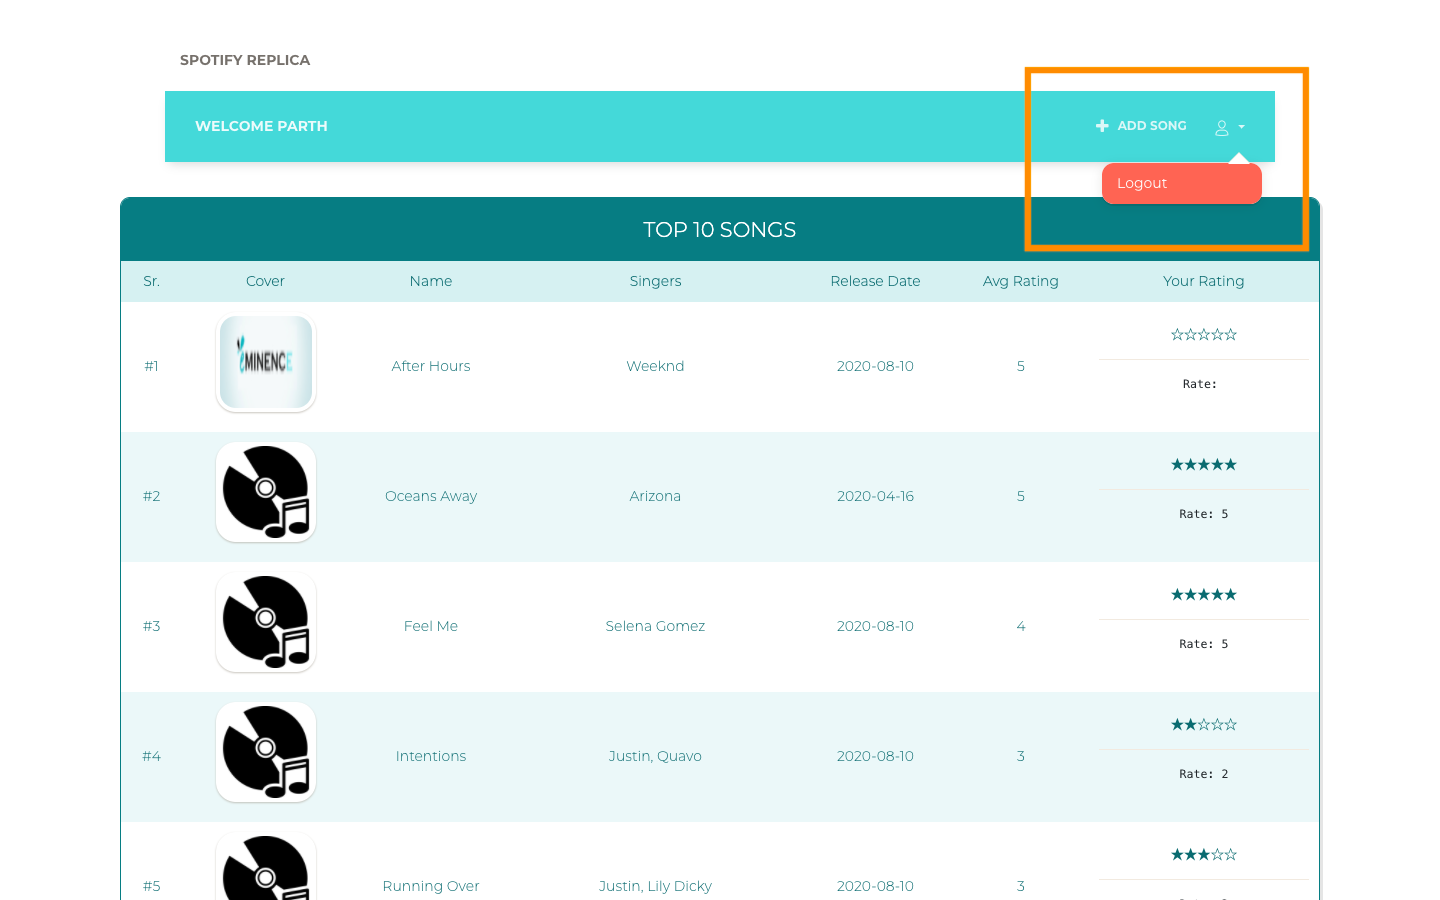 SPOTIFY REPLICA
WELCOME PARTH
ADD SONG
Logout
TOP 10 SONGS
Sr. Cover Name Singers Release Date Avg Rating Your Rating
#1 MINENCE After Hours Weeknd 2020-08-10 5 ☆☆☆☆☆
Rate:
#2 Oceans Away Arizona 2020-04-16 5 ★★★★★
Rate: 5
#3 Feel Me Selena Gomez 2020-08-10 4 ★★★★★
Rate: 5
#4 Intentions Justin, Quavo 2020-08-10 3 ★★☆☆☆
Rate: 2
#5 Running Over Justin, Lily Dicky 2020-08-10 3 ★★★☆☆